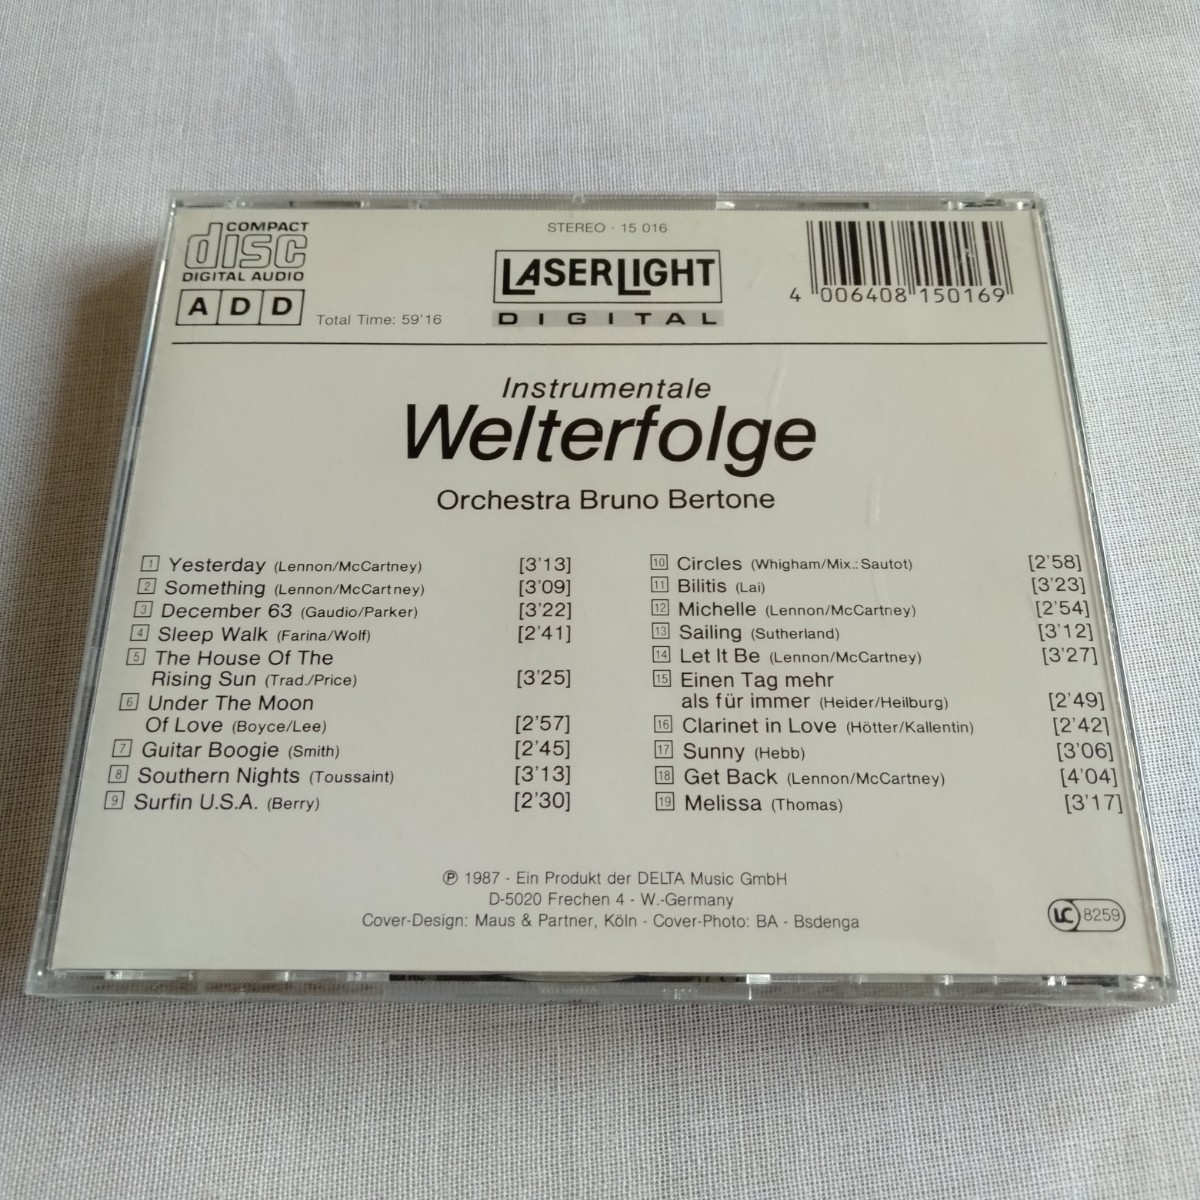 COMPACT
disc
DIGITAL AUDIO
A D D
Total Time: 59'16
STEREO · 15 016
LASERLIGHT
DIGITAL
4 006408 150169
Instrumentale
Welterfolge
Orchestra Bruno Bertone
1 Yesterday (Lennon/McCartney) [3'13]
2 Something (Lennon/McCartney) [3'09]
3 December 63 (Gaudio/Parker) [3'22]
4 Sleep Walk (Farina/Wolf) [2'41]
5 The House Of The
Rising Sun (Trad./Price) [3'25]
6 Under The Moon
Of Love (Boyce/Lee) [2'57]
7 Guitar Boogie (Smith) [2'45]
8 Southern Nights (Toussaint) [3'13]
9 Surfin U.S.A. (Berry) [2'30]
10 Circles (Whigham/Mix.: Sautot) [2'58]
11 Bilitis (Lai) [3'23]
12 Michelle (Lennon/McCartney) [2'54]
13 Sailing (Sutherland) [3'12]
14 Let It Be (Lennon/McCartney) [3'27]
15 Einen Tag mehr
als für immer (Heider/Heilburg) [2'49]
16 Clarinet in Love (Hötter/Kallentin) [2'42]
17 Sunny (Hebb) [3'06]
18 Get Back (Lennon/McCartney) [4'04]
19 Melissa (Thomas) [3'17]
℗ 1987 - Ein Produkt der DELTA Music GmbH
D-5020 Frechen 4 - W.-Germany
Cover-Design: Maus & Partner, Köln - Cover-Photo: BA - Bsdenga
LC 8259